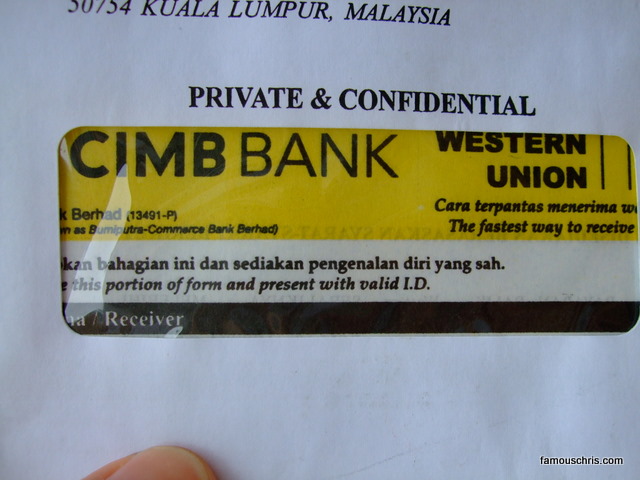 50754 KUALA LUMPUR, MALAYSIA
PRIVATE & CONFIDENTIAL
CIMB BANK
WESTERN
UNION
k Berhad (13491-P)
wn as Bumiputra-Commerce Bank Berhad)
Cara terpantas menerima w
The fastest way to receive
kan bahagian ini dan sediakan pengenalan diri yang sah.
e this portion of form and present with valid I.D.
na / Receiver
famouschris.com